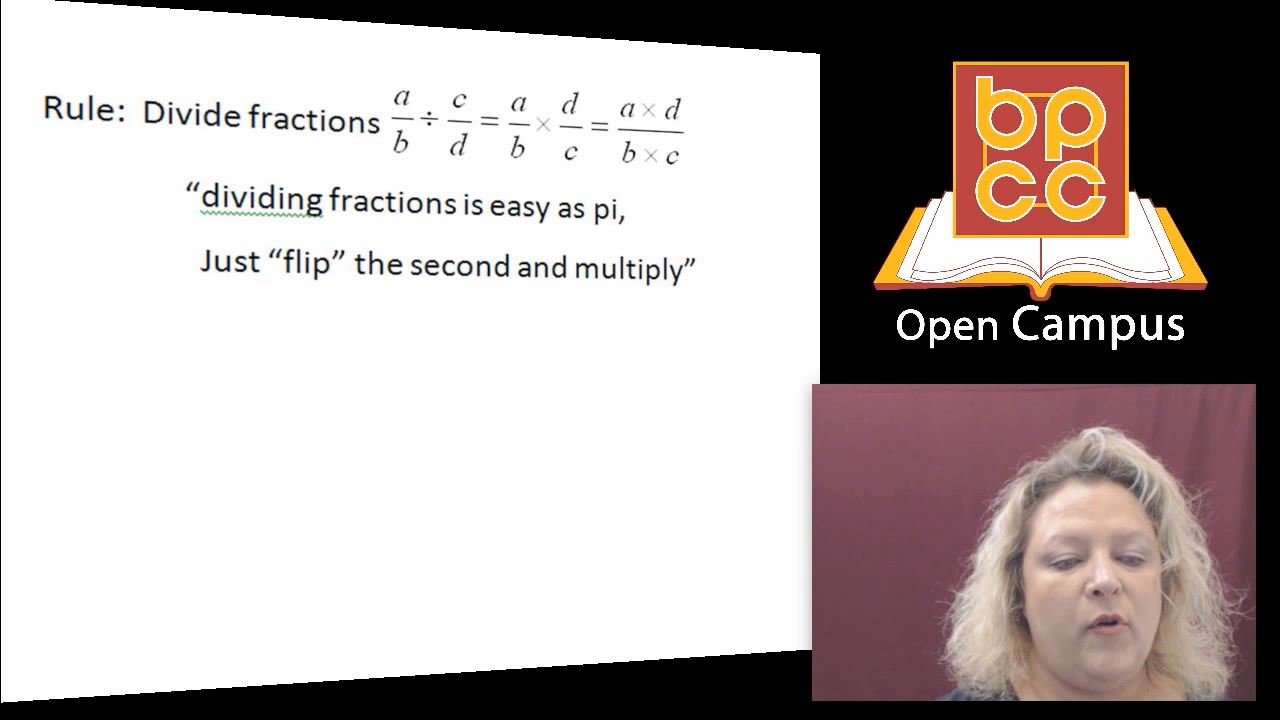 Rule: Divide fractions a/b ÷ c/d = a/b × d/c = a × d / b × c
“dividing fractions is easy as pi,
Just “flip” the second and multiply”
bp
cc
Open Campus